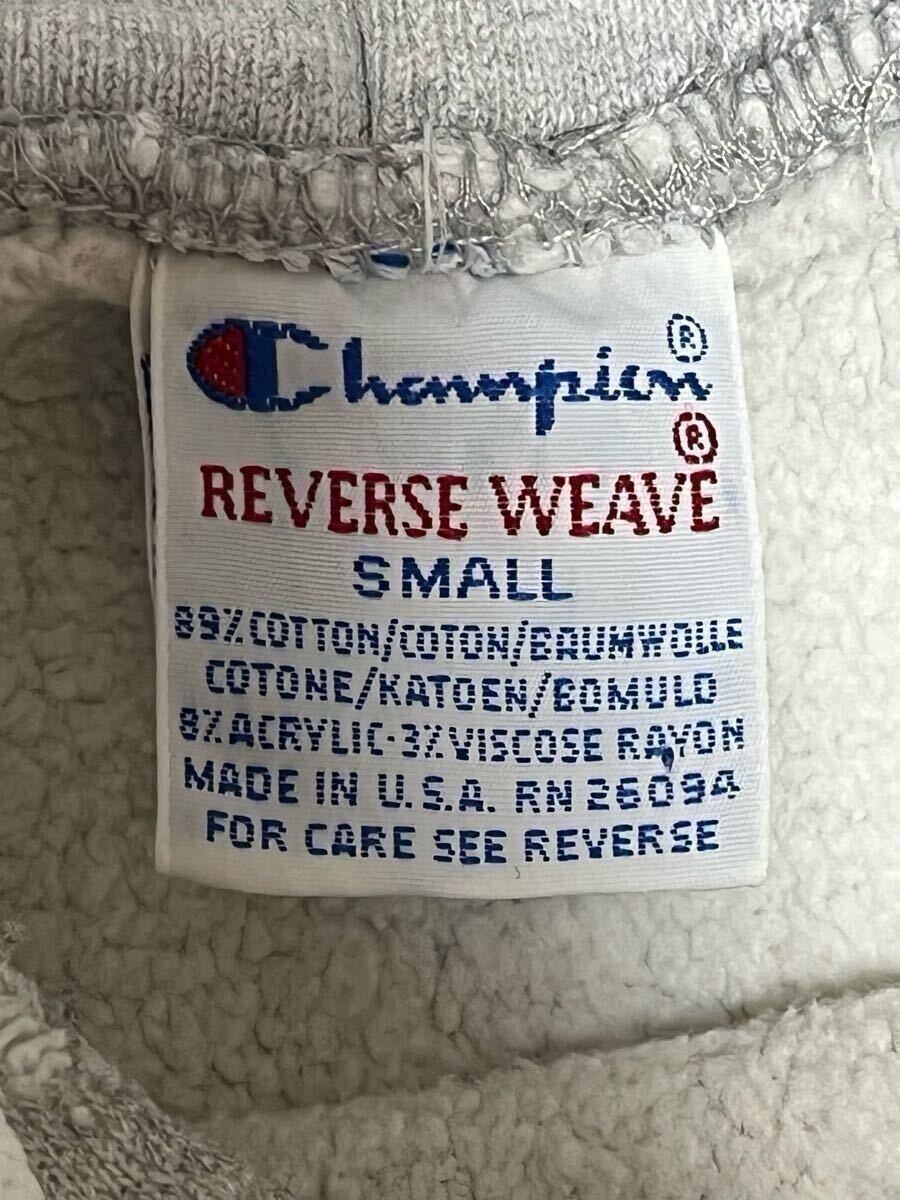 Champion®
REVERSE WEAVE®
SMALL
89% COTTON/COTON/BAUMWOLLE
COTONE/KATOEN/BOMULD
8% ACRYLIC-3% VISCOSE RAYON
MADE IN U.S.A. RN 26094
FOR CARE SEE REVERSE